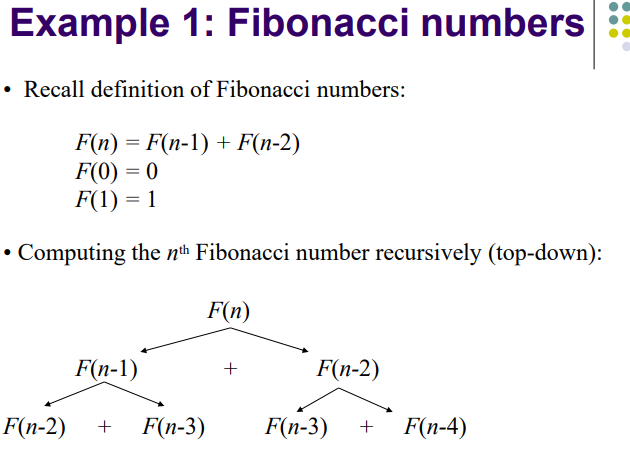 Example 1: Fibonacci numbers
• Recall definition of Fibonacci numbers:
F(n) = F(n-1) + F(n-2)
F(0) = 0
F(1) = 1
• Computing the nth Fibonacci number recursively (top-down):
F(n)
F(n-1) + F(n-2)
F(n-2) + F(n-3) F(n-3) + F(n-4)